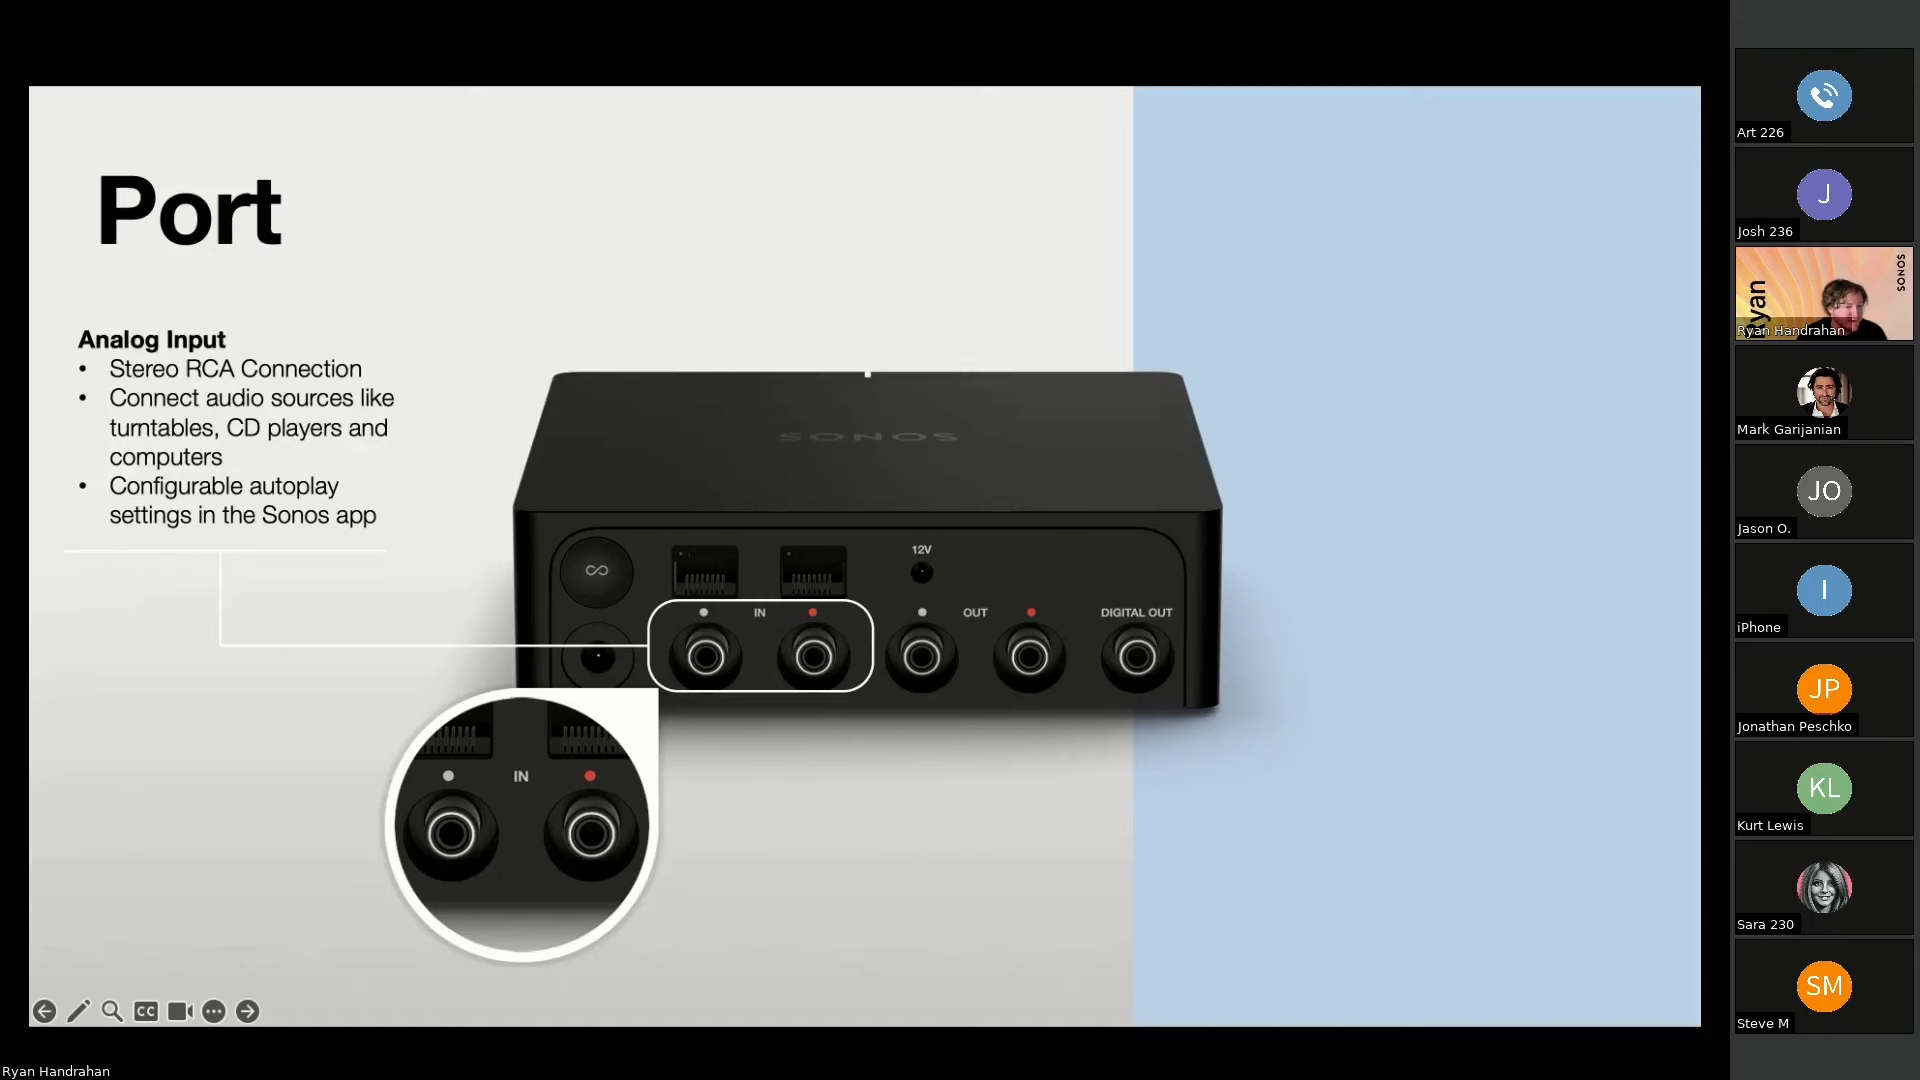 Port
Analog Input
• Stereo RCA Connection
• Connect audio sources like
turntables, CD players and
computers
• Configurable autoplay
settings in the Sonos app
SONOS
12V
IN
OUT
DIGITAL OUT
IN
CC
Art 226
J
Josh 236
Ryan
SONOS
Ryan Handrahan
Mark Garijanian
JO
Jason O.
I
iPhone
JP
Jonathan Peschko
KL
Kurt Lewis
Sara 230
SM
Steve M
Ryan Handrahan